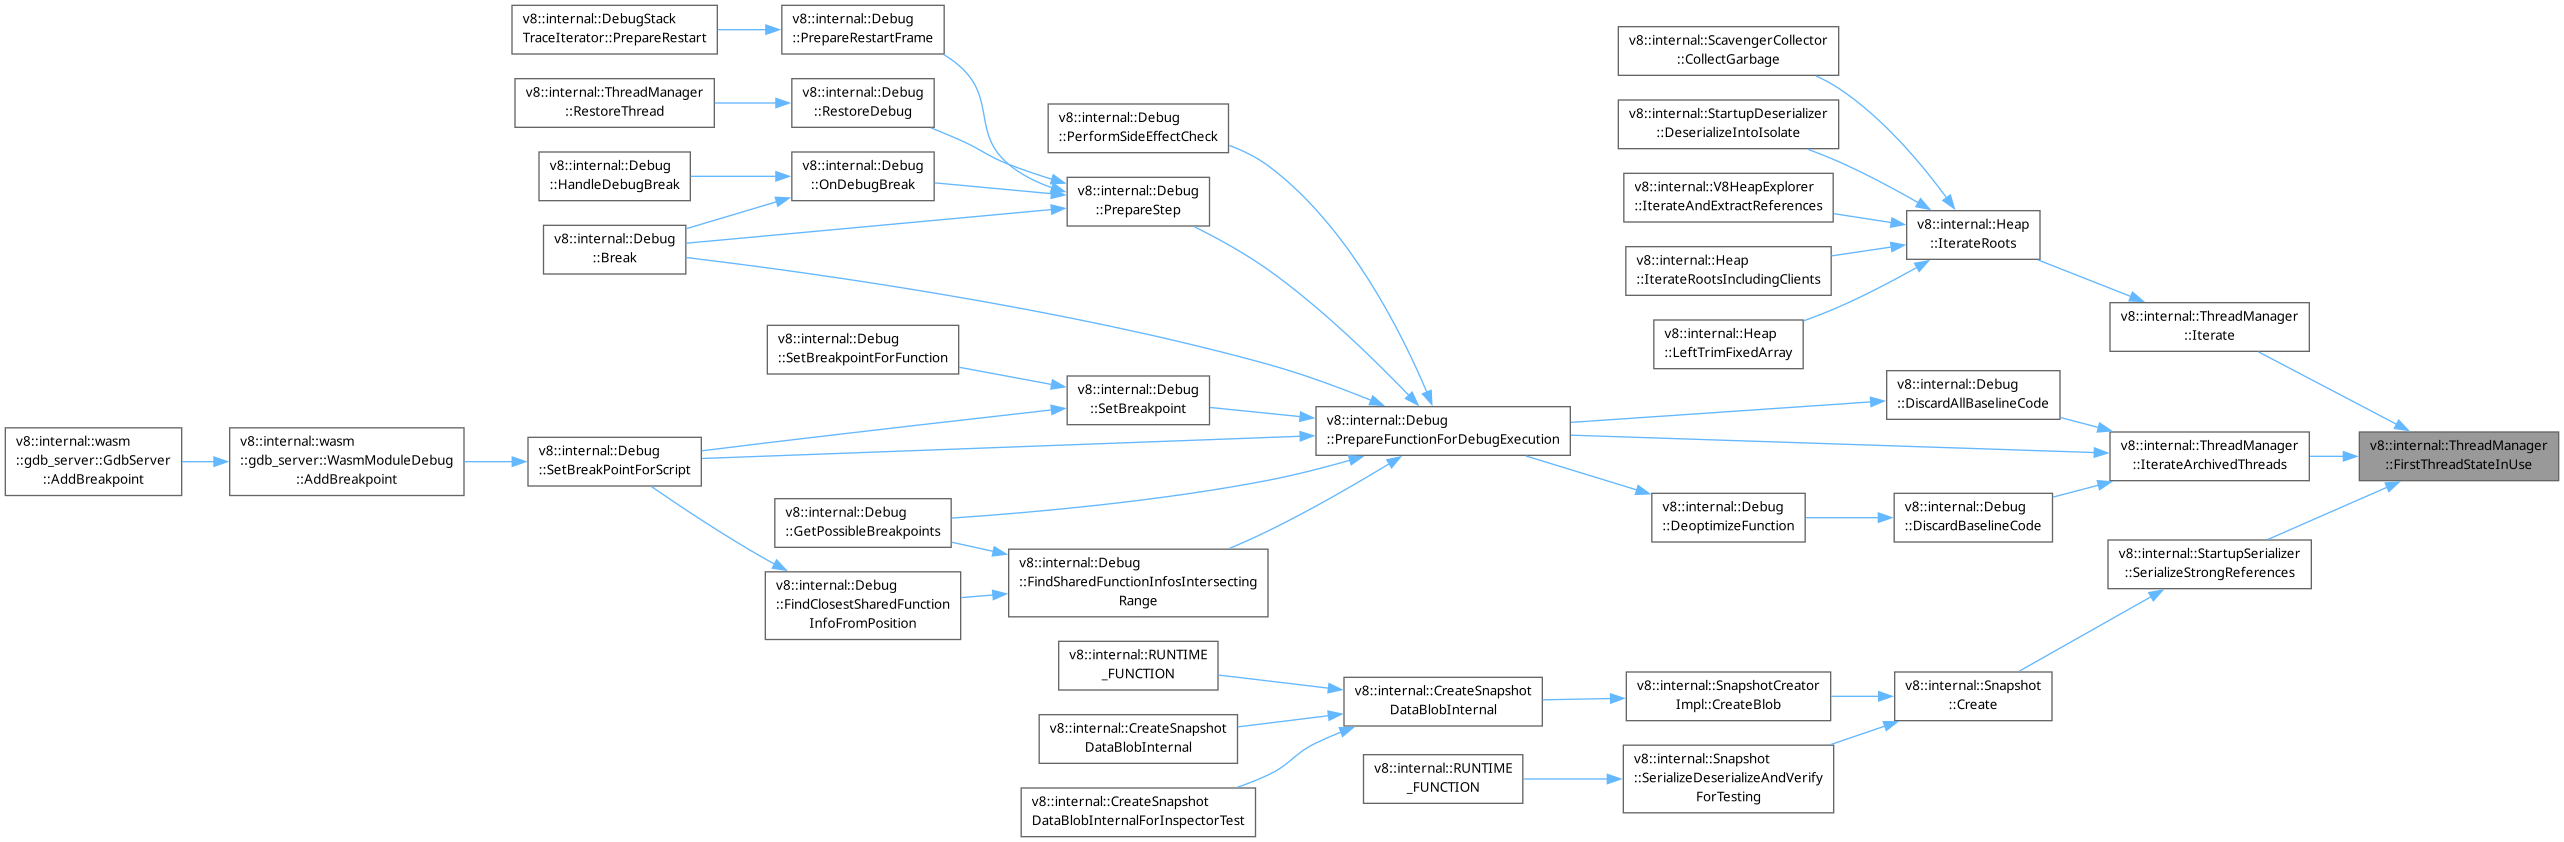 v8::internal::DebugStack
TraceIterator::PrepareRestart
v8::internal::Debug
::PrepareRestartFrame
v8::internal::ThreadManager
::RestoreThread
v8::internal::Debug
::RestoreDebug
v8::internal::Debug
::HandleDebugBreak
v8::internal::Debug
::OnDebugBreak
v8::internal::Debug
::Break
v8::internal::Debug
::PerformSideEffectCheck
v8::internal::Debug
::PrepareStep
v8::internal::Debug
::SetBreakpointForFunction
v8::internal::Debug
::SetBreakpoint
v8::internal::wasm
::gdb_server::GdbServer
::AddBreakpoint
v8::internal::wasm
::gdb_server::WasmModuleDebug
::AddBreakpoint
v8::internal::Debug
::SetBreakPointForScript
v8::internal::Debug
::GetPossibleBreakpoints
v8::internal::Debug
::FindClosestSharedFunction
InfoFromPosition
v8::internal::Debug
::FindSharedFunctionInfosIntersecting
Range
v8::internal::Debug
::PrepareFunctionForDebugExecution
v8::internal::ScavengerCollector
::CollectGarbage
v8::internal::StartupDeserializer
::DeserializeIntoIsolate
v8::internal::V8HeapExplorer
::IterateAndExtractReferences
v8::internal::Heap
::IterateRootsIncludingClients
v8::internal::Heap
::LeftTrimFixedArray
v8::internal::Heap
::IterateRoots
v8::internal::ThreadManager
::Iterate
v8::internal::Debug
::DiscardAllBaselineCode
v8::internal::ThreadManager
::IterateArchivedThreads
v8::internal::ThreadManager
::FirstThreadStateInUse
v8::internal::Debug
::DeoptimizeFunction
v8::internal::Debug
::DiscardBaselineCode
v8::internal::StartupSerializer
::SerializeStrongReferences
v8::internal::RUNTIME
_FUNCTION
v8::internal::CreateSnapshot
DataBlobInternal
v8::internal::CreateSnapshot
DataBlobInternalForInspectorTest
v8::internal::CreateSnapshot
DataBlobInternal
v8::internal::SnapshotCreator
Impl::CreateBlob
v8::internal::Snapshot
::Create
v8::internal::RUNTIME
_FUNCTION
v8::internal::Snapshot
::SerializeDeserializeAndVerify
ForTesting